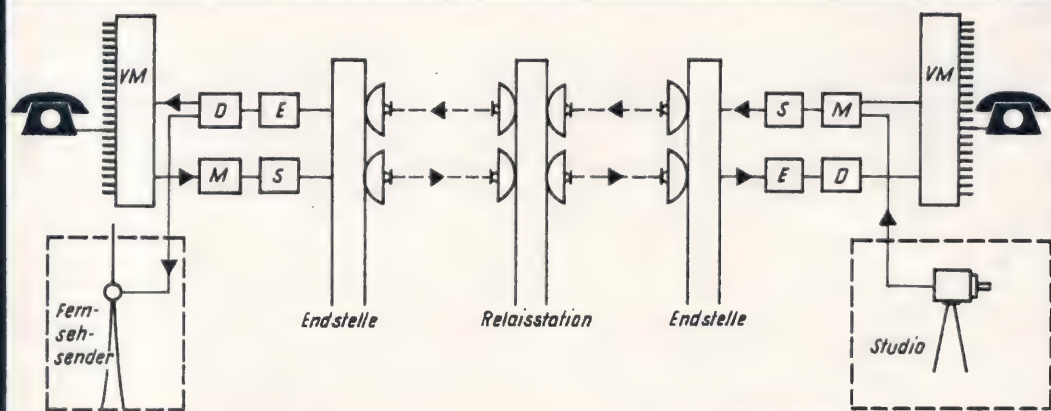 VM
VM
D
E
S
M
M
S
E
D
Fern-
seh-
sender
Endstelle
Relaisstation
Endstelle
Studio